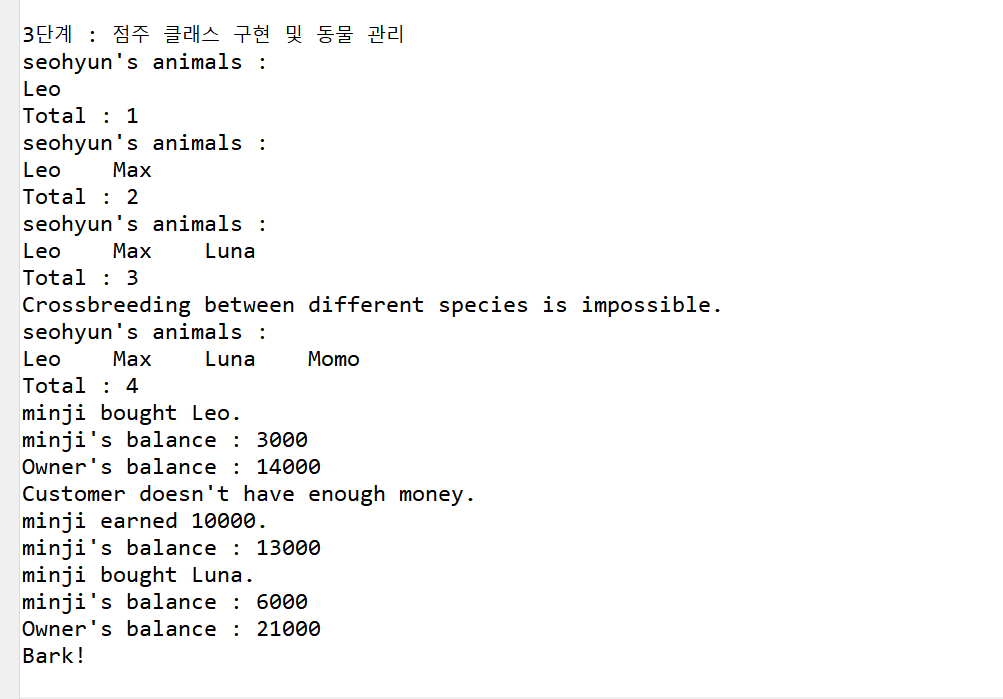 3단계 : 점주 클래스 구현 및 동물 관리
seohyun's animals :
Leo
Total : 1
seohyun's animals :
Leo    Max
Total : 2
seohyun's animals :
Leo    Max    Luna
Total : 3
Crossbreeding between different species is impossible.
seohyun's animals :
Leo    Max    Luna    Momo
Total : 4
minji bought Leo.
minji's balance : 3000
Owner's balance : 14000
Customer doesn't have enough money.
minji earned 10000.
minji's balance : 13000
minji bought Luna.
minji's balance : 6000
Owner's balance : 21000
Bark!